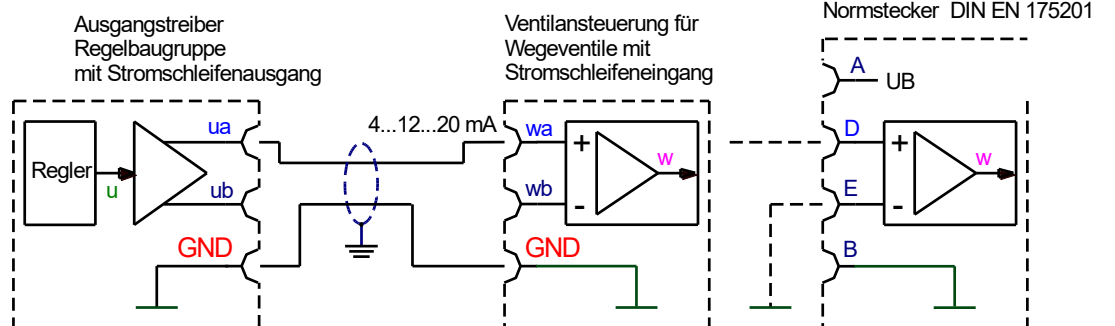 Normstecker DIN EN 175201
Ausgangstreiber
Regelbaugruppe
mit Stromschleifenausgang
Ventilansteuerung für
Wegeventile mit
Stromschleifeneingang
A
UB
ua
4...12...20 mA
wa
D
+
+
Regler
w
w
u
ub
wb
E
-
-
GND
GND
B